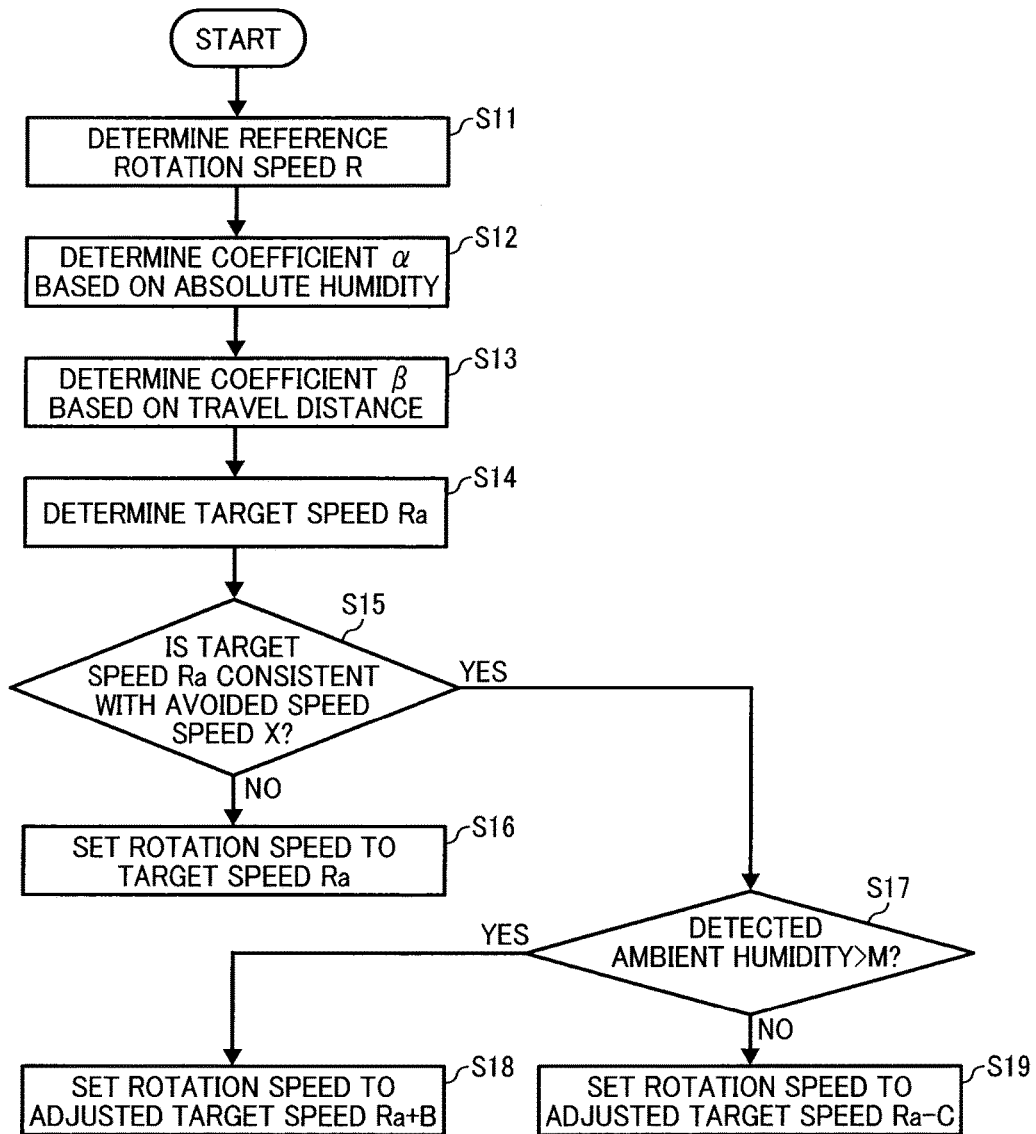 START
S11
DETERMINE REFERENCE
ROTATION SPEED R
S12
DETERMINE COEFFICIENT α
BASED ON ABSOLUTE HUMIDITY
S13
DETERMINE COEFFICIENT β
BASED ON TRAVEL DISTANCE
S14
DETERMINE TARGET SPEED Ra
S15
IS TARGET
SPEED Ra CONSISTENT
WITH AVOIDED SPEED
SPEED X?
YES
NO
S16
SET ROTATION SPEED TO
TARGET SPEED Ra
S17
DETECTED
AMBIENT HUMIDITY>M?
YES
NO
S18
SET ROTATION SPEED TO
ADJUSTED TARGET SPEED Ra+B
S19
SET ROTATION SPEED TO
ADJUSTED TARGET SPEED Ra-C